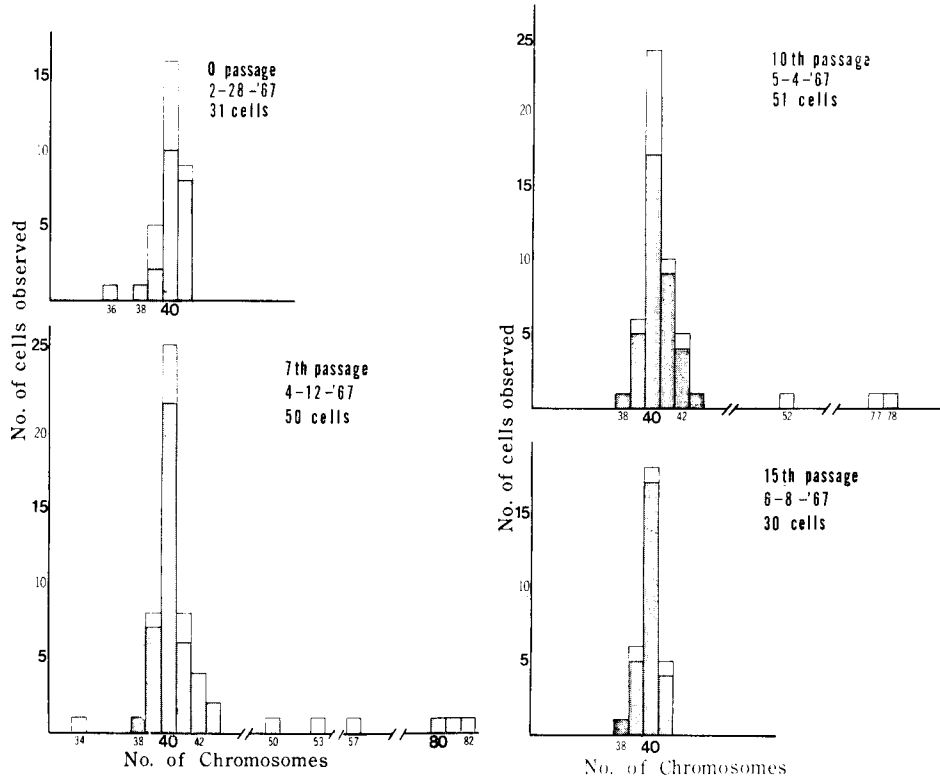 15
10
5
0 passage
2-28-'67
31 cells
36 38 40
No. of cells observed
25
20
15
10
5
7th passage
4-12-'67
50 cells
34 38 40 42 50 53 57 80 82
No. of Chromosomes
25
20
15
10
5
10th passage
5-4-'67
51 cells
38 40 42 52 77 78
No. of cells observed
15
10
5
15th passage
6-8-'67
30 cells
38 40
No. of Chromosomes